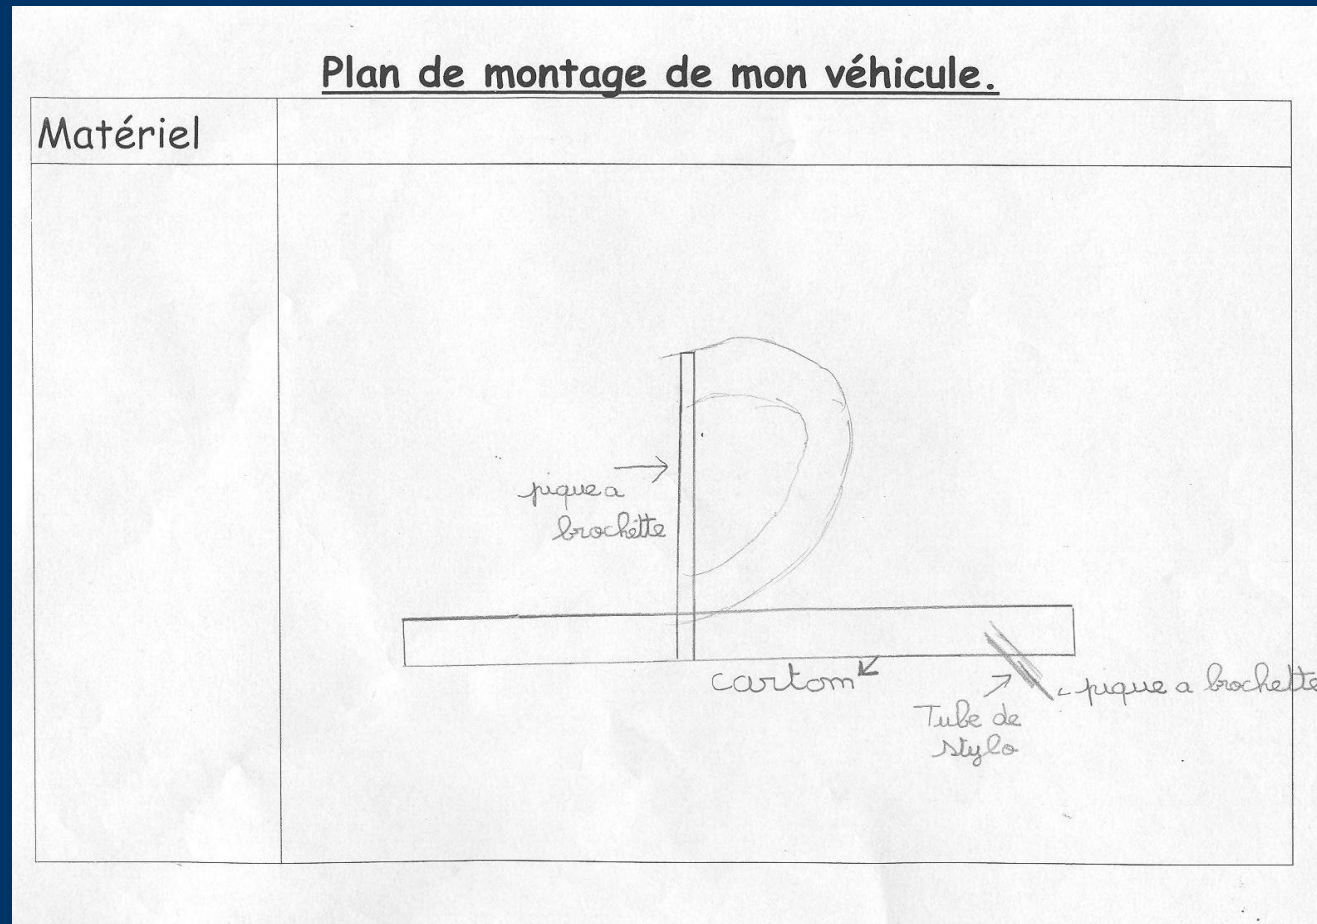 Plan de montage de mon véhicule.
Matériel
pique a
brochette
cartom
pique a brochette
Tube de
stylo